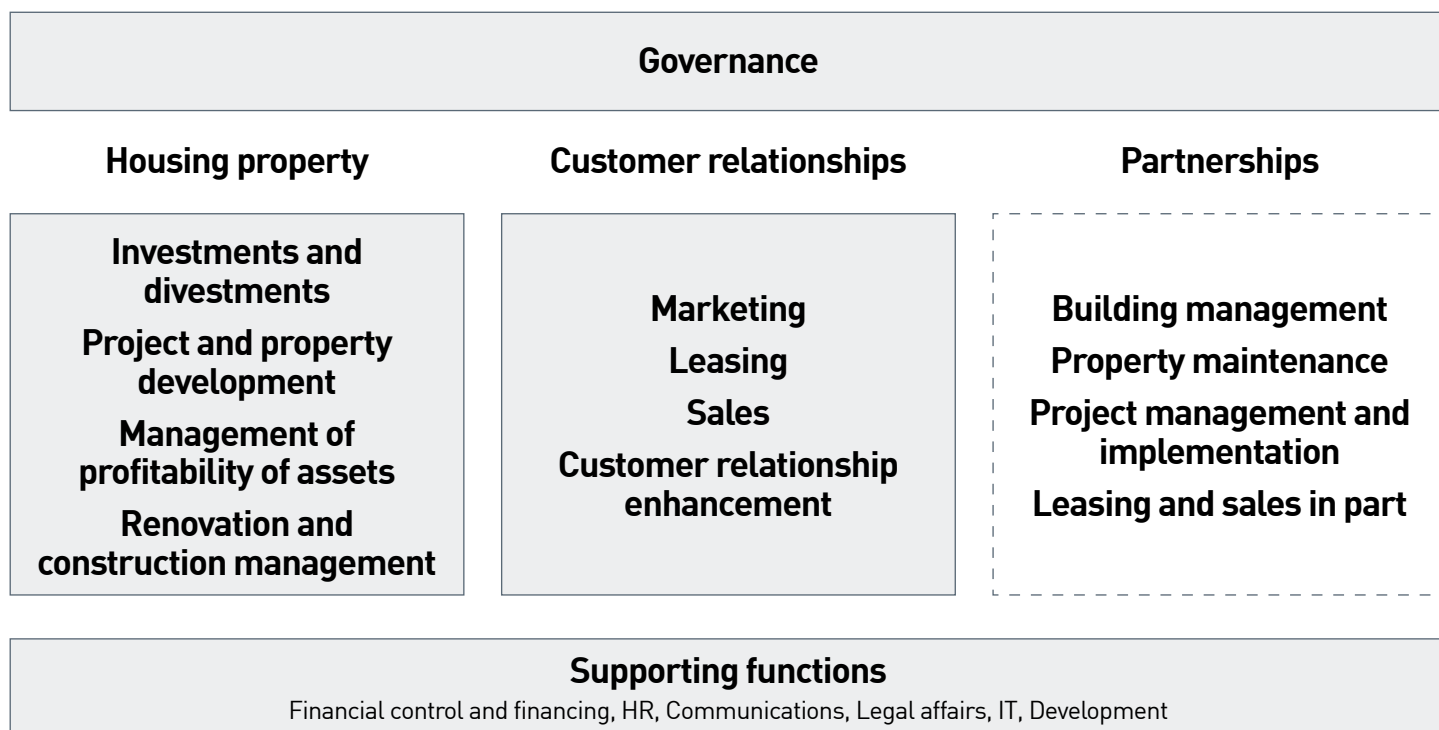 Governance
Housing property
Investments and
divestments
Project and property
development
Management of
profitability of assets
Renovation and
construction management
Customer relationships
Marketing
Leasing
Sales
Customer relationship
enhancement
Partnerships
Building management
Property maintenance
Project management and
implementation
Leasing and sales in part
Supporting functions
Financial control and financing, HR, Communications, Legal affairs, IT, Development